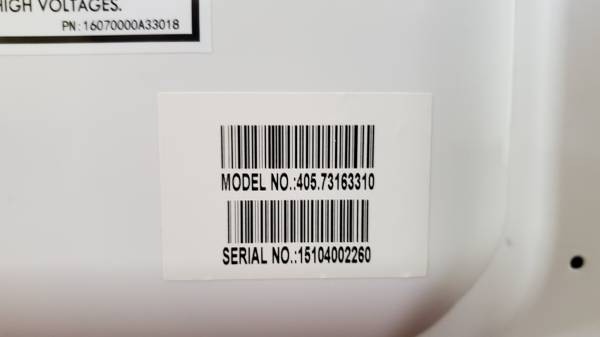 HIGH VOLTAGES.
PN:16070000A33018
MODEL NO.:405.73163310
SERIAL NO.:15104002260